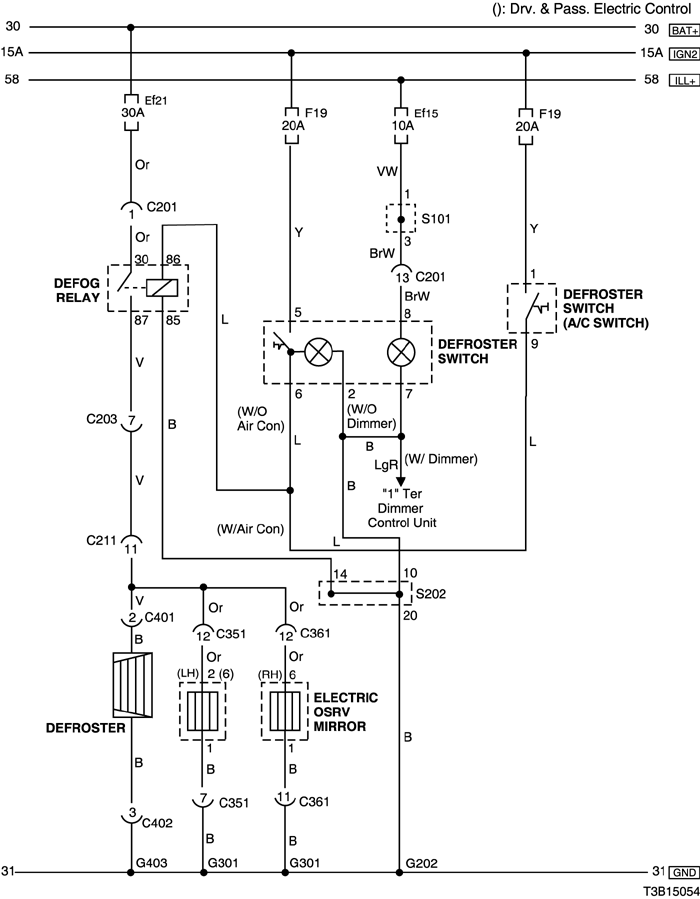 (): Drv. & Pass. Electric Control
30 30 BAT+
15A 15A IGN2
58 58 ILL+
Ef21
30A
F19
20A
Ef15
10A
F19
20A
Or
VW
C201
1
1
S101
3
Or
Y
BrW
Y
30 86
13 C201
1
DEFOG
RELAY
BrW
DEFROSTER
SWITCH
(A/C SWITCH)
87 85
5 8
L
9
DEFROSTER
SWITCH
V
6 2 7
(W/O
Air Con)
(W/O
Dimmer)
C203 7
B
L
B
L
LgR
(W/ Dimmer)
V
B
"1" Ter
Dimmer
Control Unit
(W/Air Con)
C211
11
L
14 10
S202
20
V
Or
Or
2 C401
12 C351
12 C361
B
Or
Or
(LH) 2 (6)
(RH) 6
ELECTRIC
OSRV
MIRROR
DEFROSTER
1
1
B
B
B
B
7 C351
11 C361
3
C402
B
B
G403 G301 G301 G202
31 31 GND
T3B15054